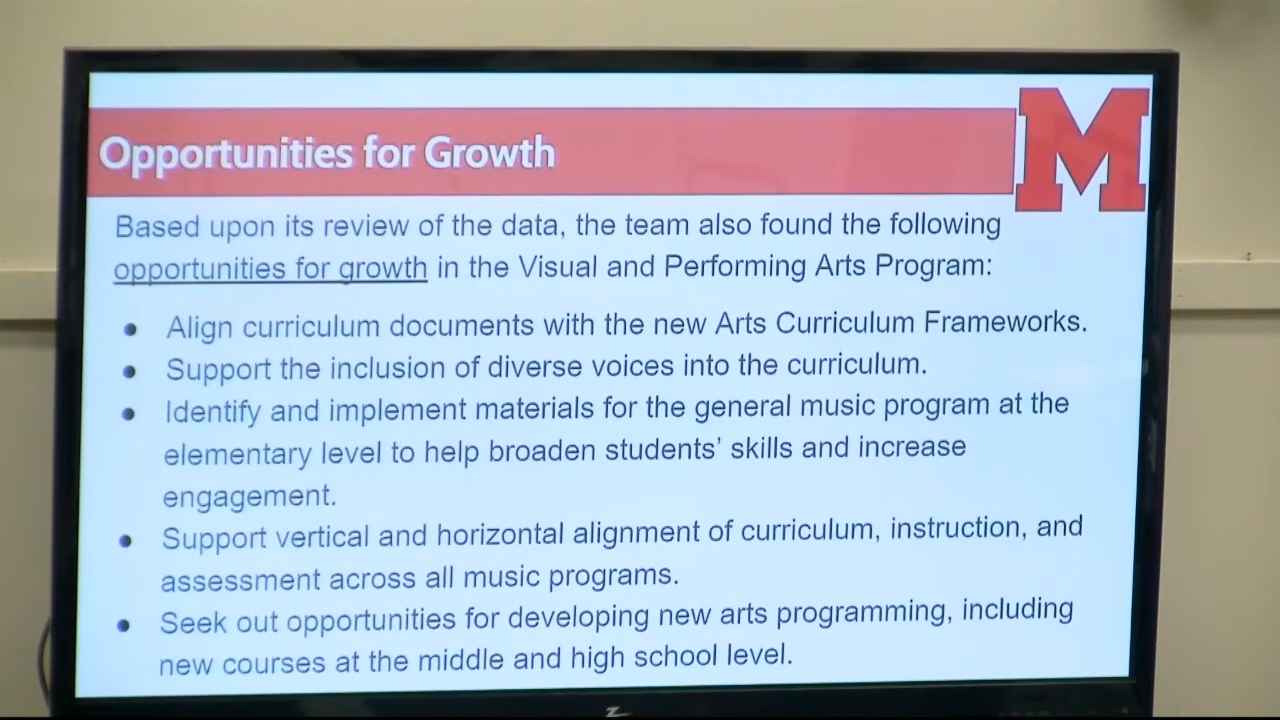 Opportunities for Growth
M
Based upon its review of the data, the team also found the following
opportunities for growth in the Visual and Performing Arts Program:
● Align curriculum documents with the new Arts Curriculum Frameworks.
● Support the inclusion of diverse voices into the curriculum.
● Identify and implement materials for the general music program at the
elementary level to help broaden students’ skills and increase
engagement.
● Support vertical and horizontal alignment of curriculum, instruction, and
assessment across all music programs.
● Seek out opportunities for developing new arts programming, including
new courses at the middle and high school level.